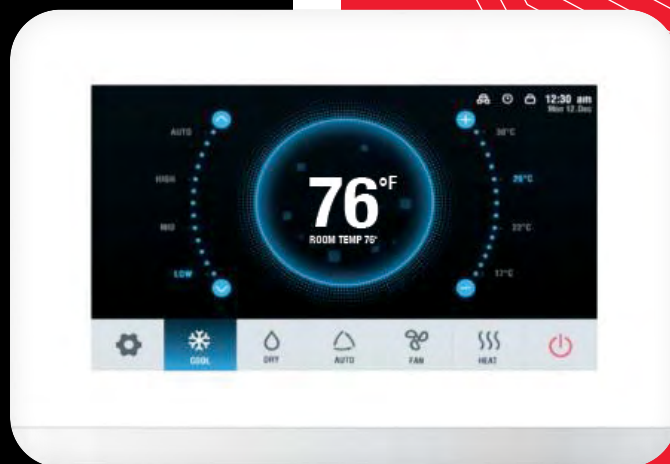 12:30 am
Mon 12. Dec
AUTO
HIGH
MID
LOW
76°F
ROOM TEMP 76°
30°C
26°C
22°C
17°C
COOL
DRY
AUTO
FAN
HEAT